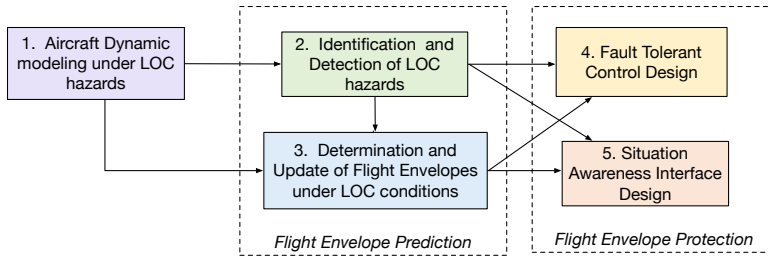 1. Aircraft Dynamic
modeling under LOC
hazards
2. Identification and
Detection of LOC
hazards
3. Determination and
Update of Flight Envelopes
under LOC conditions
Flight Envelope Prediction
4. Fault Tolerant
Control Design
5. Situation
Awareness Interface
Design
Flight Envelope Protection